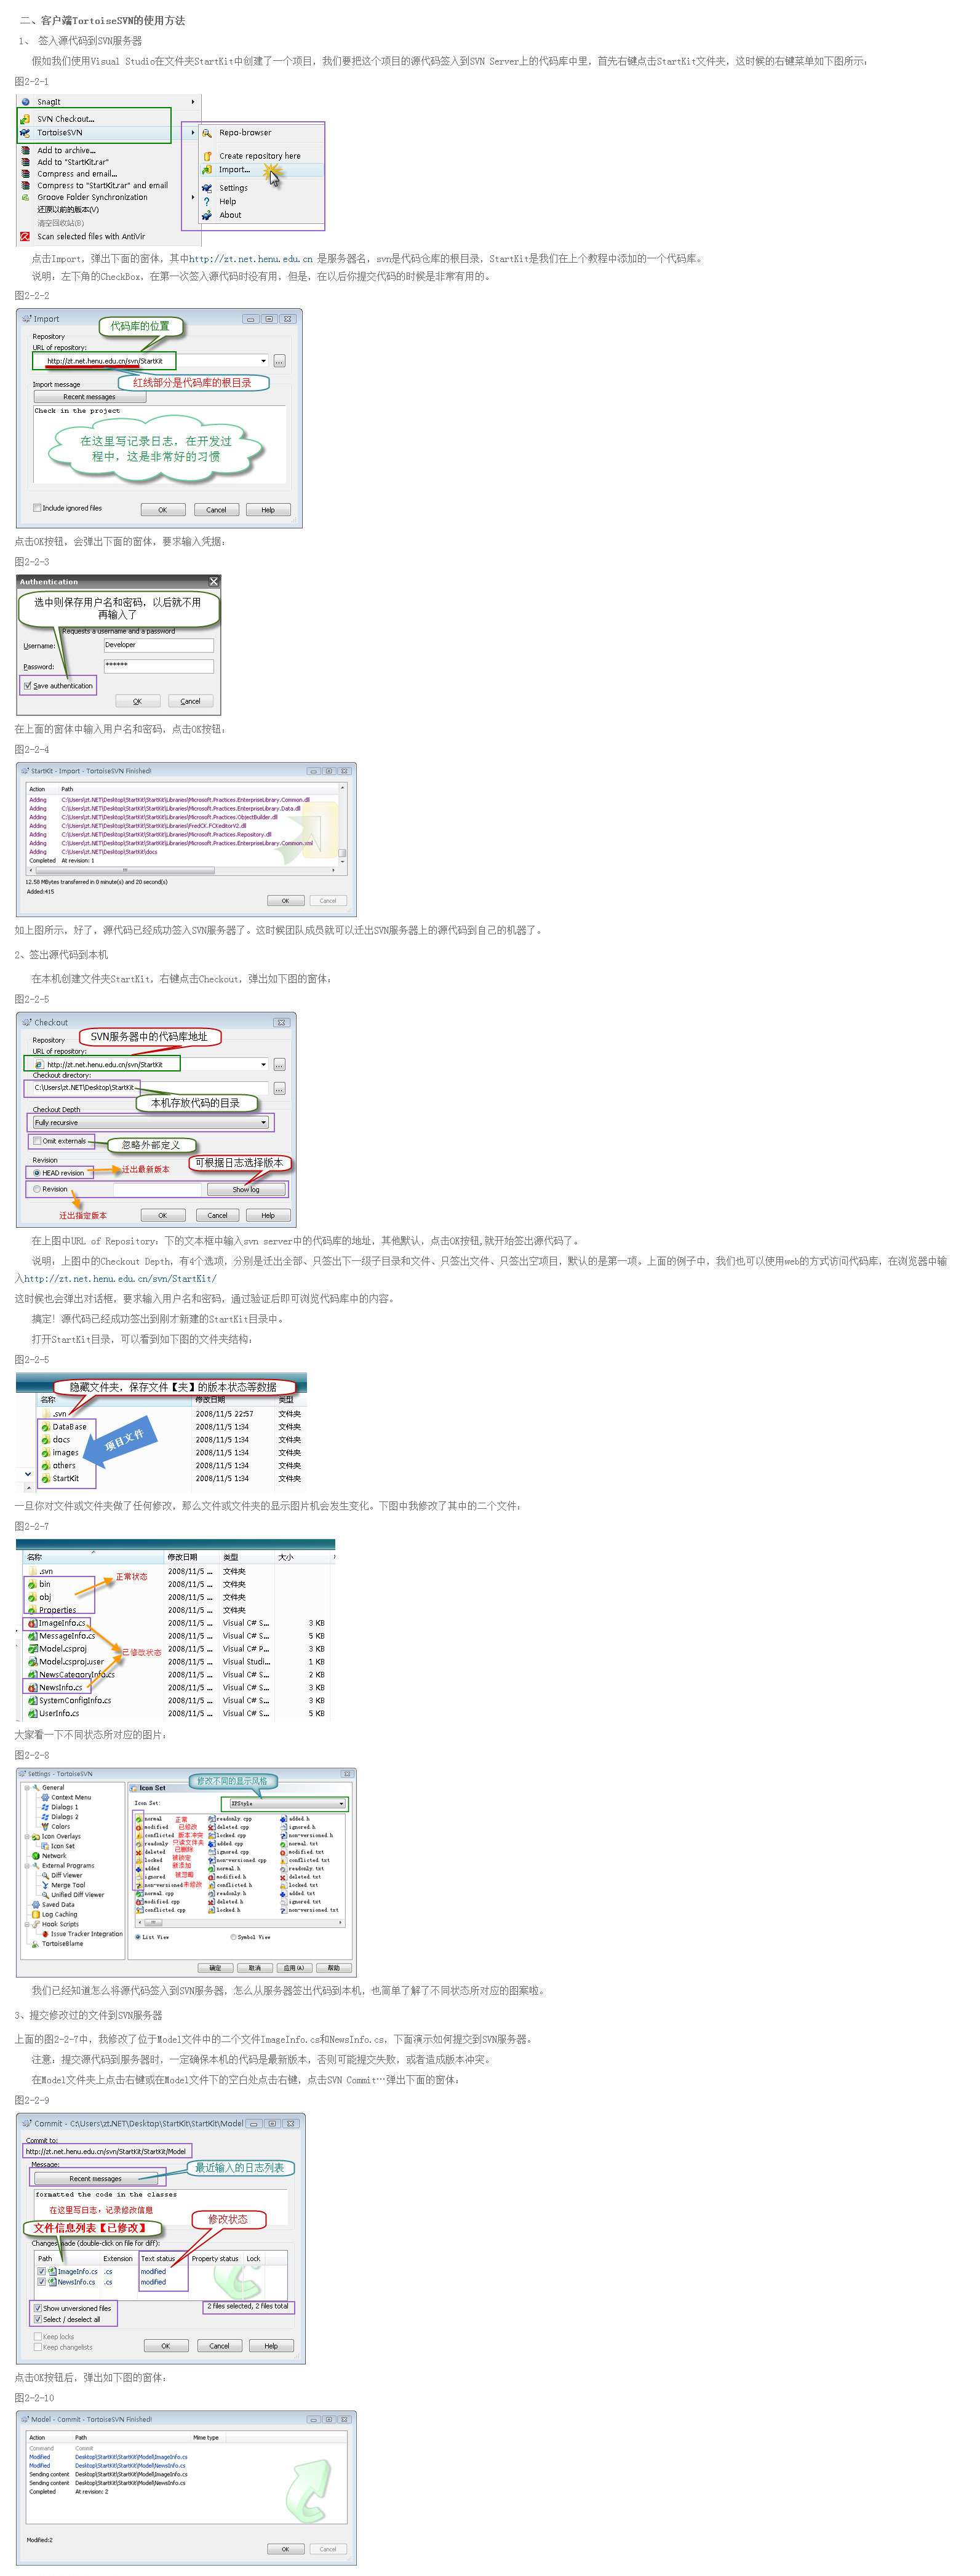 二、客户端TortoiseSVN的使用方法
1、 签入源代码到SVN服务器
假如我们使用Visual Studio在文件夹StartKit中创建了一个项目，我们要把这个项目的源代码签入到SVN Server上的代码库中里，首先右键点击StartKit文件夹，这时候的右键菜单如下图所示：
图2-2-1
SnagIt
SVN Checkout...
TortoiseSVN
Add to archive...
Add to "StartKit.rar"
Compress and email...
Compress to "StartKit.rar" and email
Groove Folder Synchronization
还原以前的版本(V)
清空回收站(B)
Scan selected files with AntiVir
Repo-browser
Create repository here
Import...
Settings
Help
About
点击Import，弹出下面的窗体，其中http://zt.net.henu.edu.cn 是服务器名，svn是代码仓库的根目录，StartKit是我们在上个教程中添加的一个代码库。
说明：左下角的CheckBox，在第一次签入源代码时没有用，但是，在以后你提交代码的时候是非常有用的。
图2-2-2
Import
代码库的位置
Repository
URL of repository:
http://zt.net.henu.edu.cn/svn/StartKit
...
红线部分是代码库的根目录
Import message
Recent messages
Check in the project
在这里写记录日志，在开发过
程中，这是非常好的习惯
Include ignored files
OK Cancel Help
点击OK按钮，会弹出下面的窗体，要求输入凭据：
图2-2-3
Authentication
选中则保存用户名和密码，以后就不用
再输入了
Requests a username and a password
Username: Developer
Password: ******
Save authentication
OK Cancel
在上面的窗体中输入用户名和密码，点击OK按钮：
图2-2-4
StartKit - Import - TortoiseSVN Finished!
Action Path
Adding C:\Users\zt.NET\Desktop\StartKit\StartKit\Libraries\Microsoft.Practices.EnterpriseLibrary.Common.dll
Adding C:\Users\zt.NET\Desktop\StartKit\StartKit\Libraries\Microsoft.Practices.EnterpriseLibrary.Data.dll
Adding C:\Users\zt.NET\Desktop\StartKit\StartKit\Libraries\Microsoft.Practices.ObjectBuilder.dll
Adding C:\Users\zt.NET\Desktop\StartKit\StartKit\Libraries\FredCK.FCKeditorV2.dll
Adding C:\Users\zt.NET\Desktop\StartKit\StartKit\Libraries\Microsoft.Practices.Repository.dll
Adding C:\Users\zt.NET\Desktop\StartKit\StartKit\Libraries\Microsoft.Practices.EnterpriseLibrary.Common.xml
Adding C:\Users\zt.NET\Desktop\StartKit\docs
Completed At revision: 1
12.58 MBytes transferred in 0 minute(s) and 20 second(s)
Added:415
OK Cancel
如上图所示，好了，源代码已经成功签入SVN服务器了。这时候团队成员就可以迁出SVN服务器上的源代码到自己的机器了。
2、签出源代码到本机
在本机创建文件夹StartKit，右键点击Checkout，弹出如下图的窗体：
图2-2-5
Checkout
Repository
SVN服务器中的代码库地址
URL of repository:
http://zt.net.henu.edu.cn/svn/StartKit
...
Checkout directory:
C:\Users\zt.NET\Desktop\StartKit
...
本机存放代码的目录
Checkout Depth
Fully recursive
Omit externals
忽略外部定义
Revision
可根据日志选择版本
HEAD revision
迁出最新版本
Revision
Show log
迁出指定版本
OK Cancel Help
在上图中URL of Repository：下的文本框中输入svn server中的代码库的地址，其他默认，点击OK按钮,就开始签出源代码了。
说明：上图中的Checkout Depth，有4个选项，分别是迁出全部、只签出下一级子目录和文件、只签出文件、只签出空项目，默认的是第一项。上面的例子中，我们也可以使用web的方式访问代码库，在浏览器中输
入http://zt.net.henu.edu.cn/svn/StartKit/
这时候也会弹出对话框，要求输入用户名和密码，通过验证后即可浏览代码库中的内容。
搞定！源代码已经成功签出到刚才新建的StartKit目录中。
打开StartKit目录，可以看到如下图的文件夹结构：
图2-2-5
隐藏文件夹，保存文件【夹】的版本状态等数据
名称 修改日期 类型
.svn 2008/11/5 22:57 文件夹
DataBase 2008/11/5 1:34 文件夹
docs 2008/11/5 1:34 文件夹
images 2008/11/5 1:34 文件夹
others 2008/11/5 1:34 文件夹
StartKit 2008/11/5 1:34 文件夹
项目文件
一旦你对文件或文件夹做了任何修改，那么文件或文件夹的显示图片机会发生变化。下图中我修改了其中的二个文件：
图2-2-7
名称 修改日期 类型 大小
.svn 2008/11/5 ... 文件夹
bin 2008/11/5 ... 文件夹
obj 2008/11/5 ... 文件夹
Properties 2008/11/5 ... 文件夹
ImageInfo.cs 2008/11/5 ... Visual C# S... 3 KB
MessageInfo.cs 2008/11/5 ... Visual C# S... 5 KB
Model.csproj 2008/11/5 ... Visual C# P... 3 KB
Model.csproj.user 2008/11/5 ... Visual Studi... 1 KB
NewsCategoryInfo.cs 2008/11/5 ... Visual C# S... 2 KB
NewsInfo.cs 2008/11/5 ... Visual C# S... 3 KB
SystemConfigInfo.cs 2008/11/5 ... Visual C# S... 3 KB
UserInfo.cs 2008/11/5 ... Visual C# S... 5 KB
正常状态
已修改状态
大家看一下不同状态所对应的图片：
图2-2-8
Settings - TortoiseSVN
General
Context Menu
Dialogs 1
Dialogs 2
Colors
Icon Overlays
Icon Set
Network
External Programs
Diff Viewer
Merge Tool
Unified Diff Viewer
Saved Data
Log Caching
Hook Scripts
Issue Tracker Integration
TortoiseBlame
修改不同的显示风格
Icon Set
Icon Set: XPStyle
normal 正常 readonly.cpp added.h
modified 已修改 deleted.cpp ignored.h
conflicted 版本冲突 locked.cpp non-versioned.h
readonly 只读文件夹 added.cpp normal.txt
deleted 已删除 ignored.cpp modified.txt
locked 被锁定 non-versioned.cpp conflicted.txt
added 新添加 normal.h readonly.txt
ignored 被忽略 modified.h deleted.txt
non-versioned 未修改 conflicted.h locked.txt
normal.cpp readonly.h added.txt
modified.cpp deleted.h ignored.txt
conflicted.cpp locked.h non-versioned.txt
List View Symbol View
确定 取消 应用(A) 帮助
我们已经知道怎么将源代码签入到SVN服务器，怎么从服务器签出代码到本机，也简单了解了不同状态所对应的图案啦。
3、提交修改过的文件到SVN服务器
上面的图2-2-7中，我修改了位于Model文件中的二个文件ImageInfo.cs和NewsInfo.cs，下面演示如何提交到SVN服务器。
注意：提交源代码到服务器时，一定确保本机的代码是最新版本，否则可能提交失败，或者造成版本冲突。
在Model文件夹上点击右键或在Model文件下的空白处点击右键，点击SVN Commit…弹出下面的窗体：
图2-2-9
Commit - C:\Users\zt.NET\Desktop\StartKit\StartKit\Model
Commit to:
http://zt.net.henu.edu.cn/svn/StartKit/StartKit/Model
Message:
Recent messages
最近输入的日志列表
formatted the code in the classes
在这里写日志，记录修改信息
文件信息列表【已修改】
修改状态
Changes made (double-click on file for diff):
Path Extension Text status Property status Lock
ImageInfo.cs .cs modified
NewsInfo.cs .cs modified
Show unversioned files
2 files selected, 2 files total
Select / deselect all
Keep locks
Keep changelists
OK Cancel Help
点击OK按钮后，弹出如下图的窗体：
图2-2-10
Model - Commit - TortoiseSVN Finished!
Action Path Mime type
Command Commit
Modified Desktop\StartKit\StartKit\Model\ImageInfo.cs
Modified Desktop\StartKit\StartKit\Model\NewsInfo.cs
Sending content Desktop\StartKit\StartKit\Model\ImageInfo.cs
Sending content Desktop\StartKit\StartKit\Model\NewsInfo.cs
Completed At revision: 2
Modified:2
OK Cancel